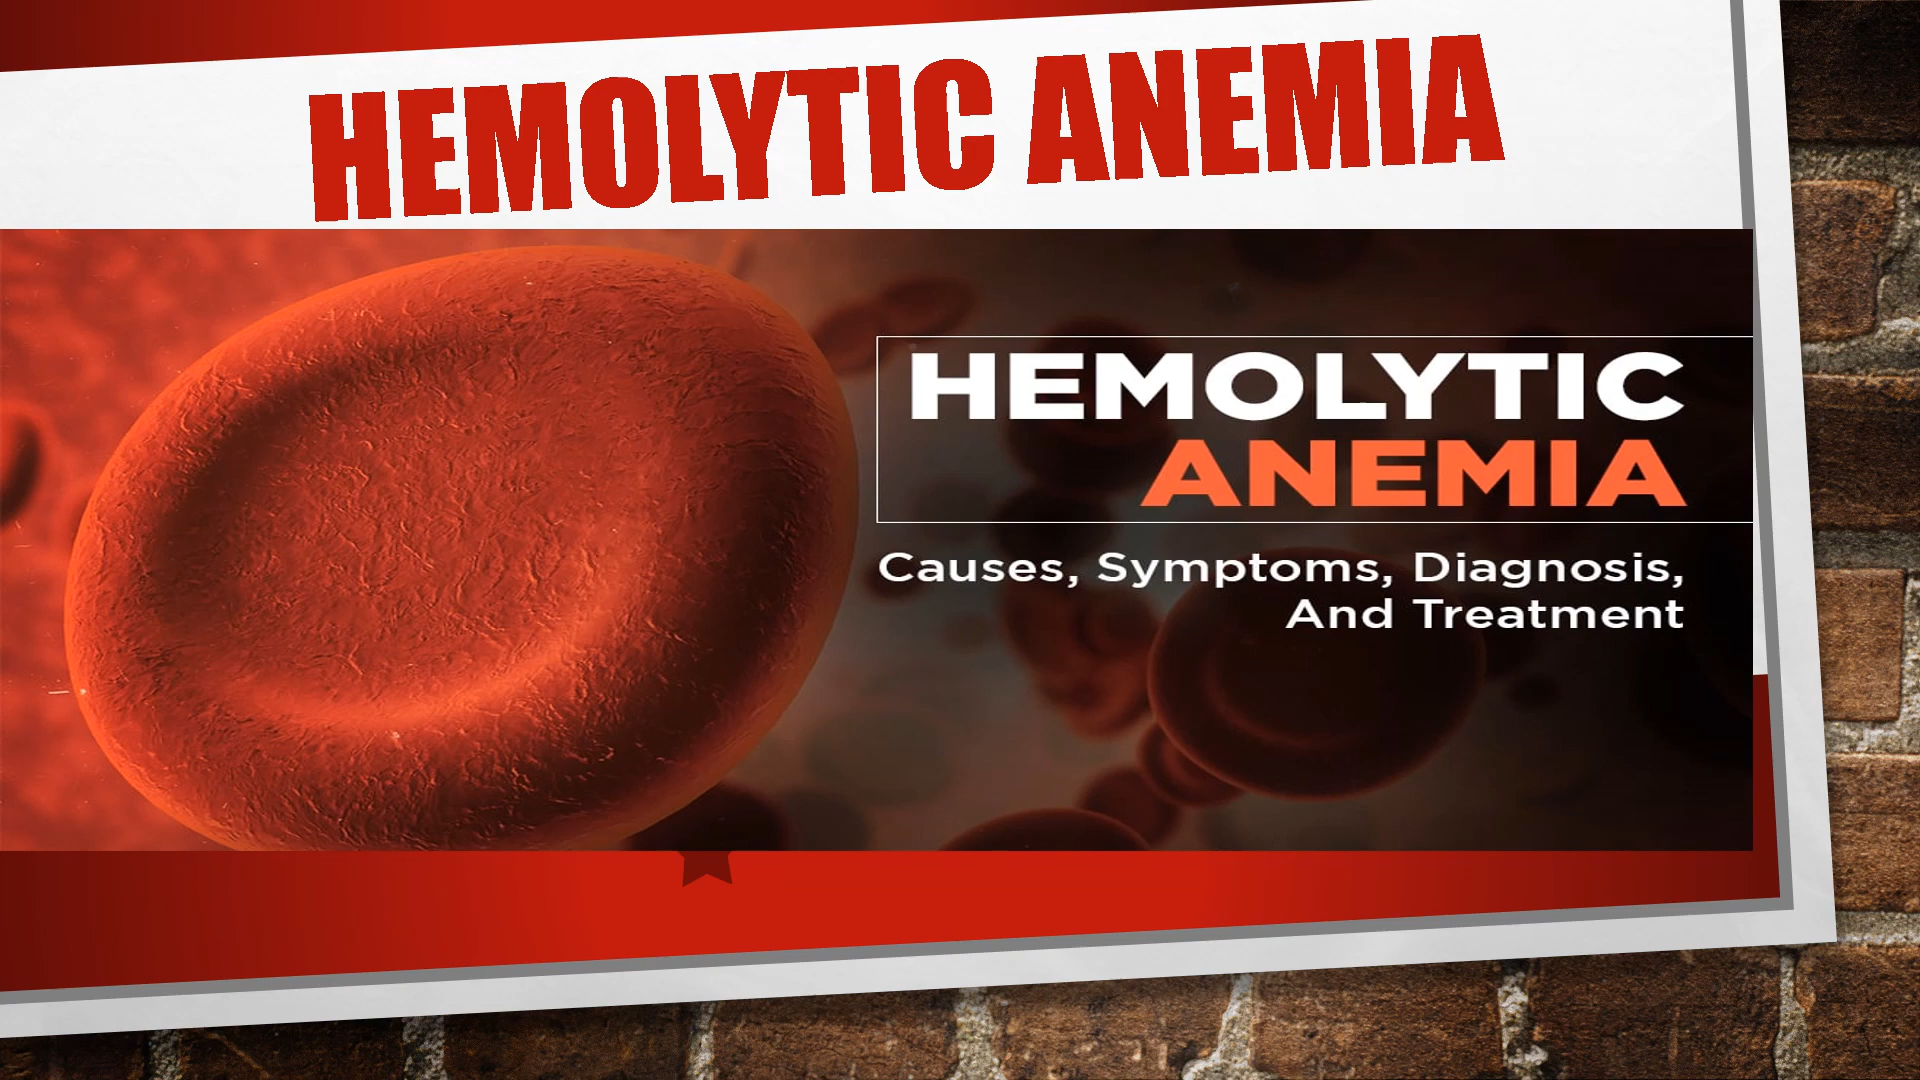 HEMOLYTIC ANEMIA
HEMOLYTIC
ANEMIA
Causes, Symptoms, Diagnosis,
And Treatment